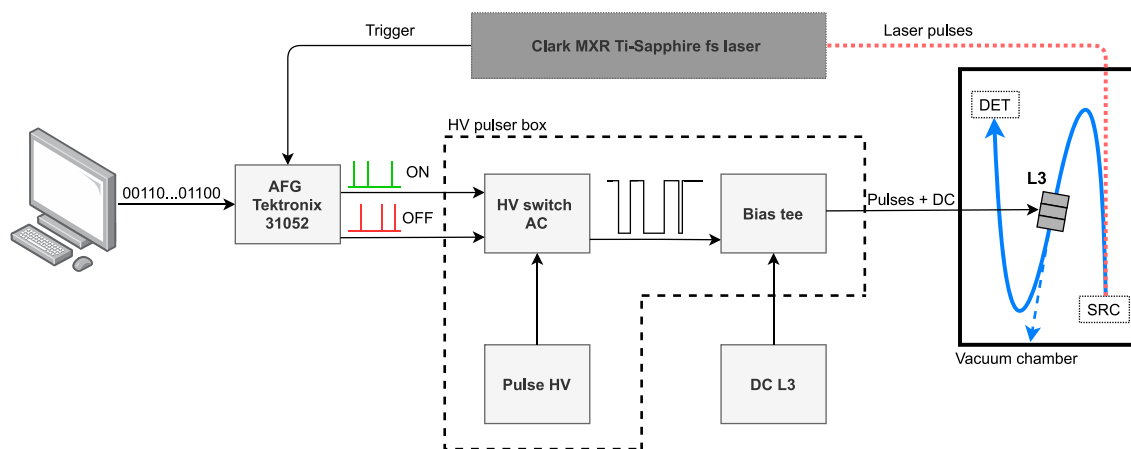 Trigger
Clark MXR Ti-Sapphire fs laser
Laser pulses
HV pulser box
DET
00110...01100
AFG
Tektronix
31052
ON
OFF
HV switch
AC
Bias tee
Pulses + DC
L3
SRC
Vacuum chamber
Pulse HV
DC L3